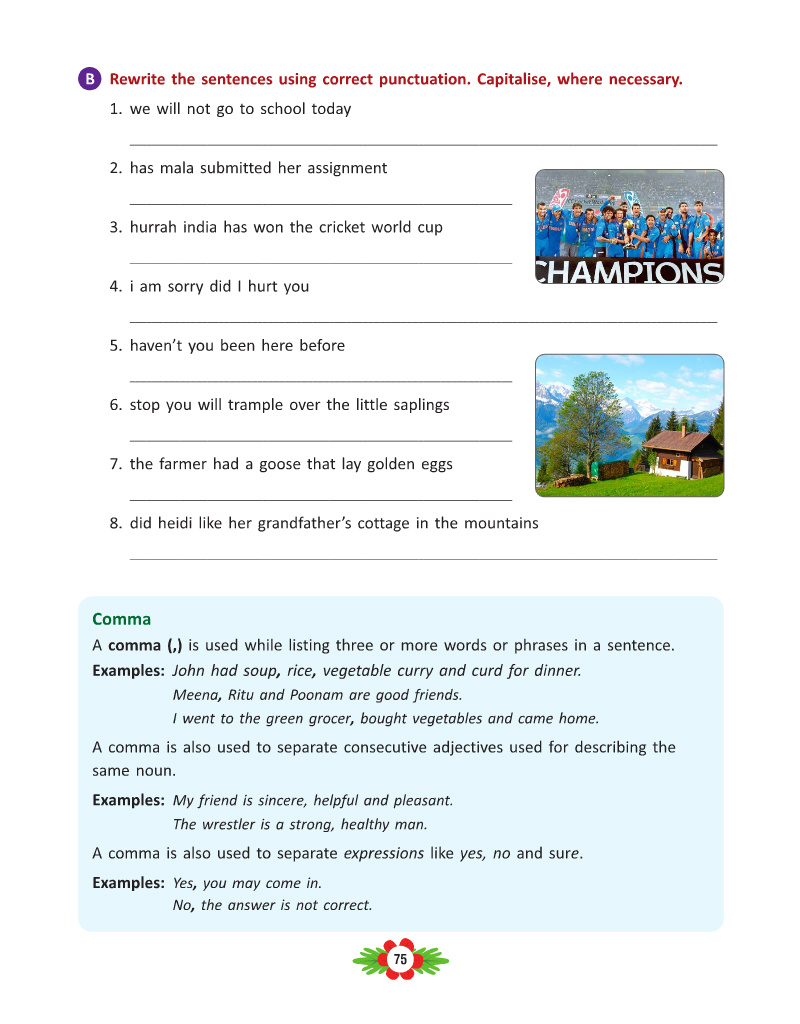 B Rewrite the sentences using correct punctuation. Capitalise, where necessary.
1. we will not go to school today
2. has mala submitted her assignment
3. hurrah india has won the cricket world cup
CHAMPIONS
4. i am sorry did I hurt you
5. haven’t you been here before
6. stop you will trample over the little saplings
7. the farmer had a goose that lay golden eggs
8. did heidi like her grandfather’s cottage in the mountains
Comma
A comma (,) is used while listing three or more words or phrases in a sentence.
Examples: John had soup, rice, vegetable curry and curd for dinner.
Meena, Ritu and Poonam are good friends.
I went to the green grocer, bought vegetables and came home.
A comma is also used to separate consecutive adjectives used for describing the
same noun.
Examples: My friend is sincere, helpful and pleasant.
The wrestler is a strong, healthy man.
A comma is also used to separate expressions like yes, no and sure.
Examples: Yes, you may come in.
No, the answer is not correct.
75